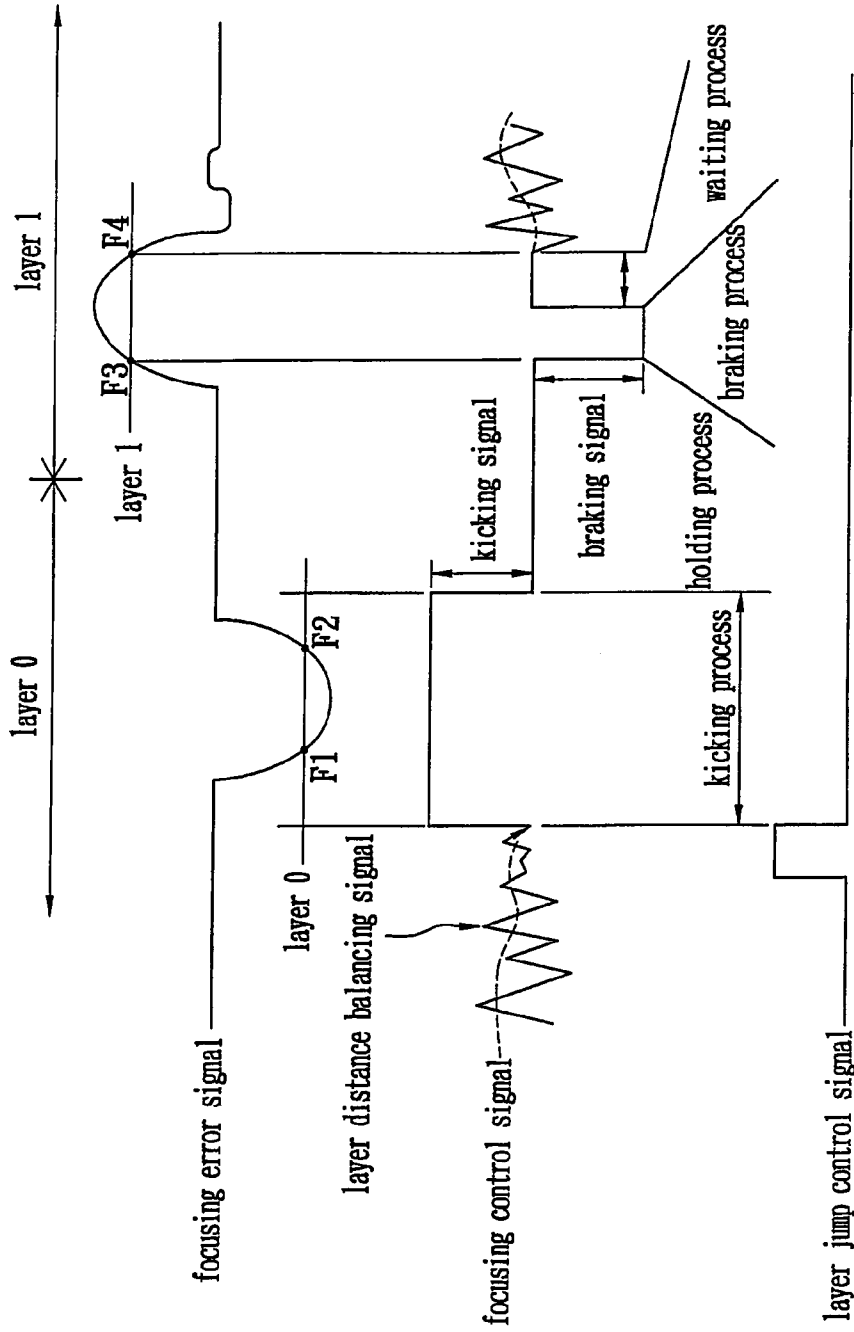 layer 0
layer 1
focusing error signal
F1
F2
F3
F4
layer 1
layer 0
layer distance balancing signal
focusing control signal
kicking signal
braking signal
kicking process
holding process
braking process
waiting process
layer jump control signal